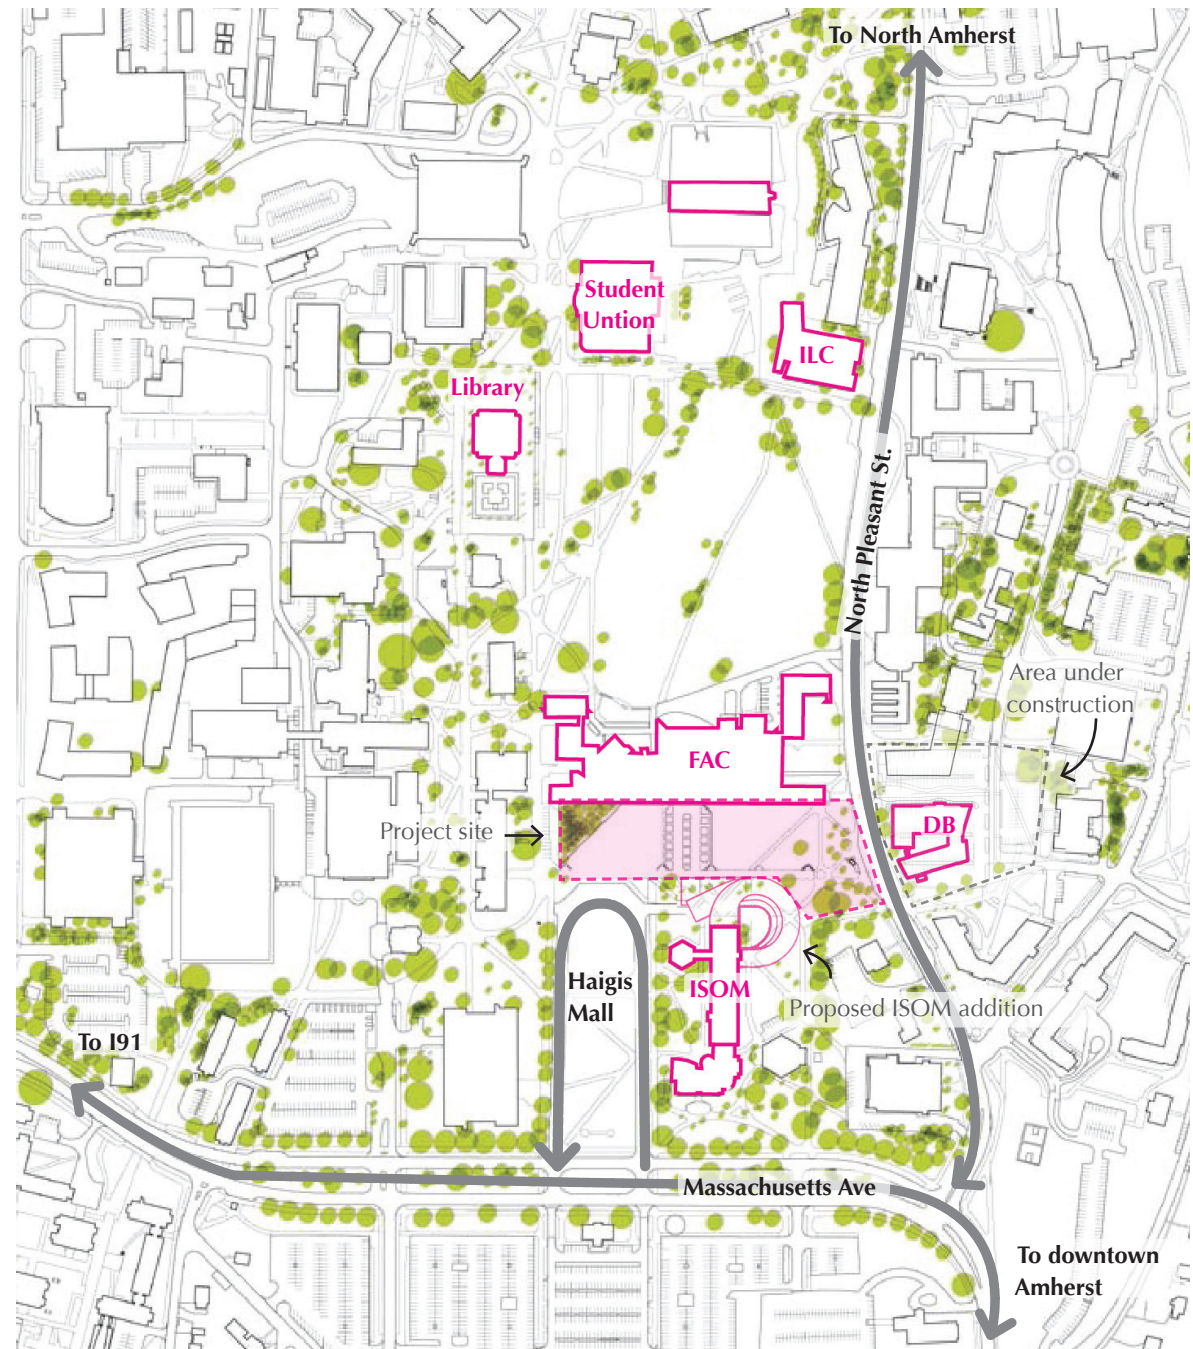 To North Amherst
Student
Untion
ILC
Library
North Pleasant St.
Area under
construction
FAC
DB
Project site
Haigis
Mall
ISOM
Proposed ISOM addition
To I91
Massachusetts Ave
To downtown
Amherst